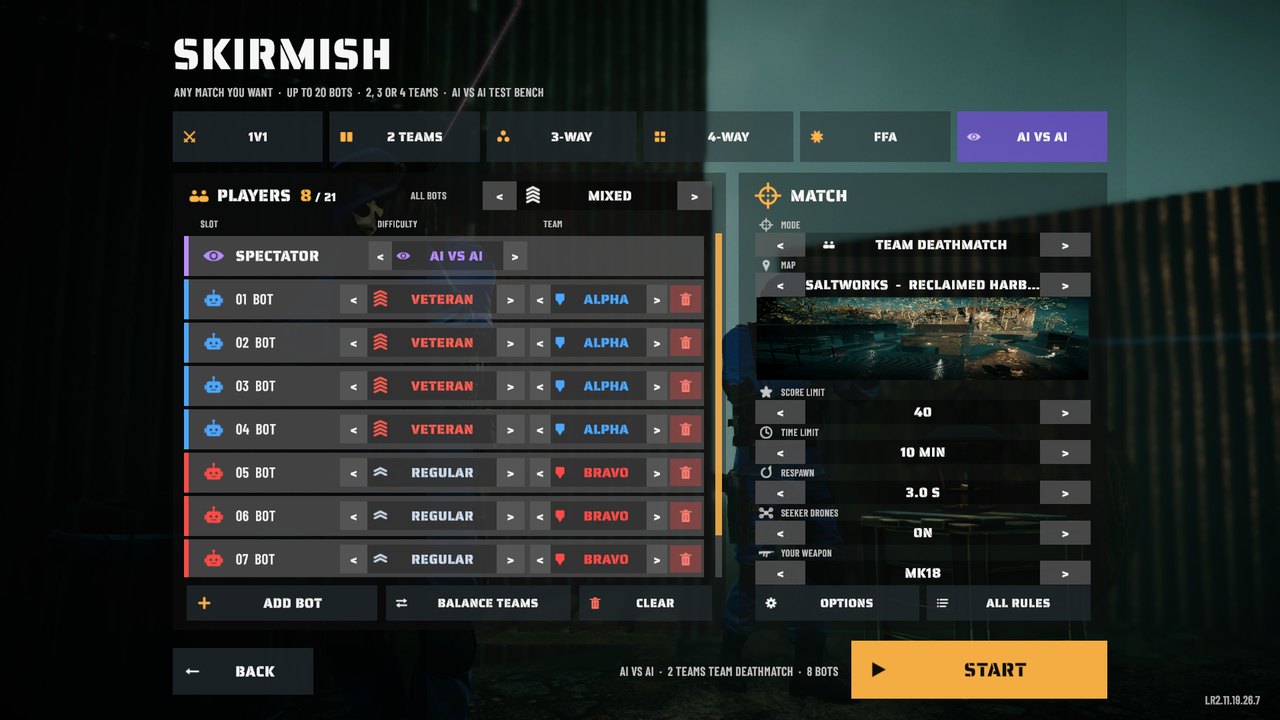 SKIRMISH
ANY MATCH YOU WANT · UP TO 20 BOTS · 2, 3 OR 4 TEAMS · AI VS AI TEST BENCH
1V1
2 TEAMS
3-WAY
4-WAY
FFA
AI VS AI
PLAYERS 8 / 21
ALL BOTS
< MIXED >
SLOT DIFFICULTY TEAM
SPECTATOR < AI VS AI >
01 BOT < VETERAN > < ALPHA >
02 BOT < VETERAN > < ALPHA >
03 BOT < VETERAN > < ALPHA >
04 BOT < VETERAN > < ALPHA >
05 BOT < REGULAR > < BRAVO >
06 BOT < REGULAR > < BRAVO >
07 BOT < REGULAR > < BRAVO >
ADD BOT
BALANCE TEAMS
CLEAR
MATCH
MODE
< TEAM DEATHMATCH >
MAP
< SALTWORKS - RECLAIMED HARB... >
SCORE LIMIT
< 40 >
TIME LIMIT
< 10 MIN >
RESPAWN
< 3.0 S >
SEEKER DRONES
< ON >
YOUR WEAPON
< MK18 >
OPTIONS
ALL RULES
BACK
AI VS AI · 2 TEAMS TEAM DEATHMATCH · 8 BOTS
START
LR2.11.19.26.7